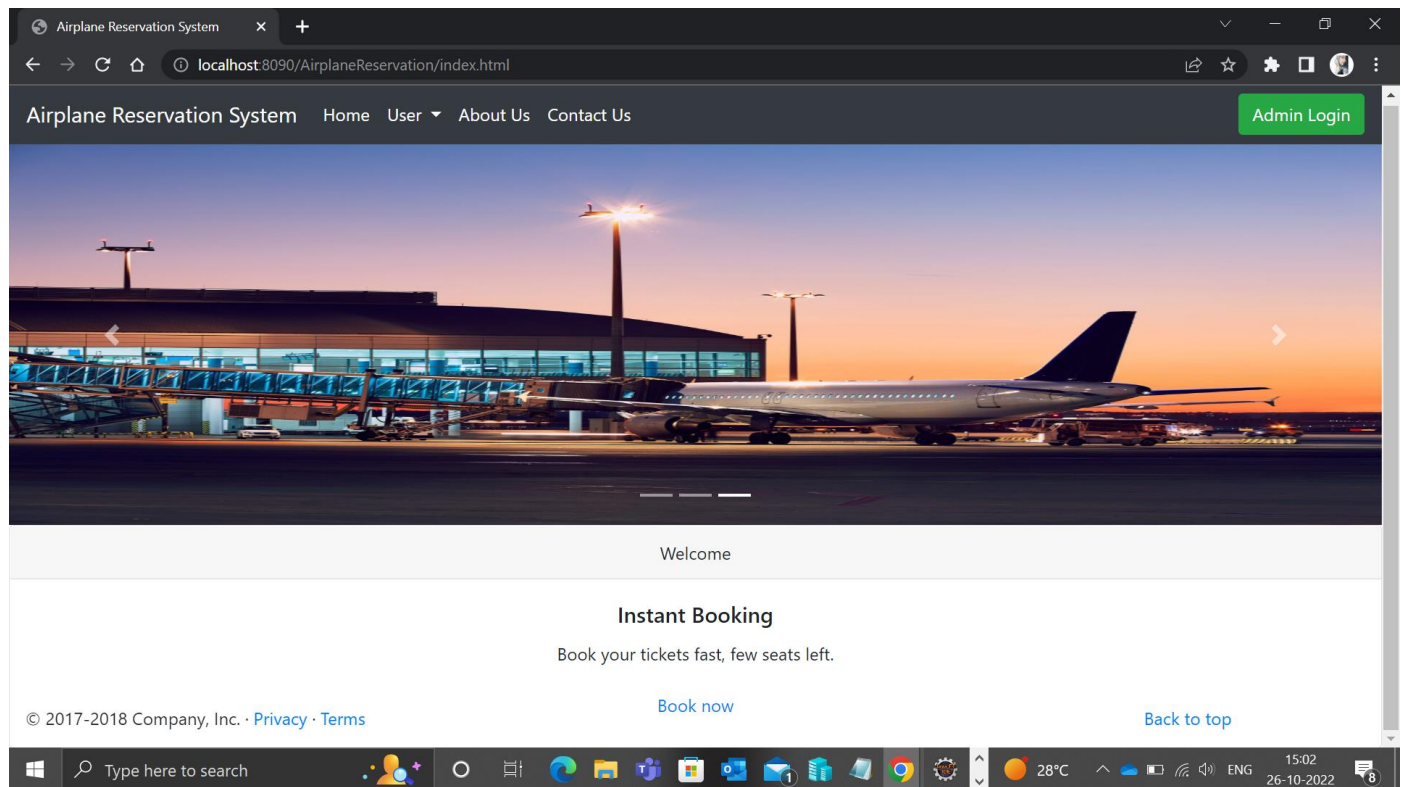 Airplane Reservation System
localhost:8090/AirplaneReservation/index.html
Airplane Reservation System Home User About Us Contact Us Admin Login
Welcome
Instant Booking
Book your tickets fast, few seats left.
Book now
© 2017-2018 Company, Inc. · Privacy · Terms Back to top
Type here to search 1 28°C ENG 15:02
26-10-2022 8